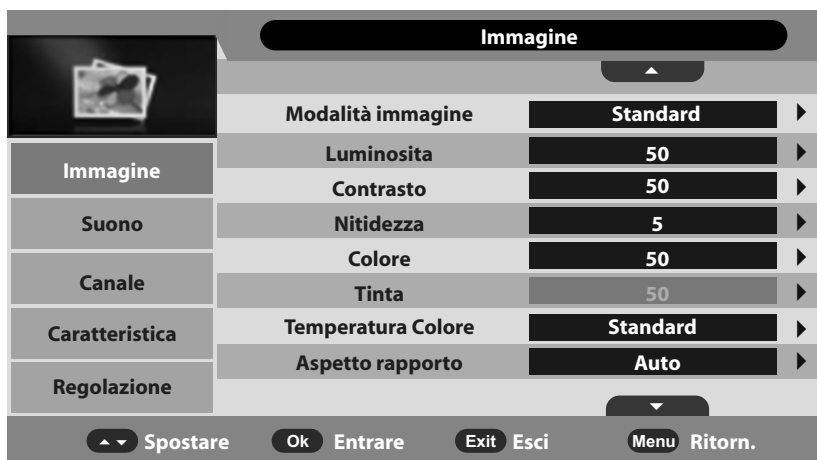 Immagine
Modalità immagine Standard
Luminosita 50
Contrasto 50
Nitidezza 5
Colore 50
Tinta 50
Temperatura Colore Standard
Aspetto rapporto Auto
Immagine
Suono
Canale
Caratteristica
Regolazione
Spostare Ok Entrare Exit Esci Menu Ritorn.